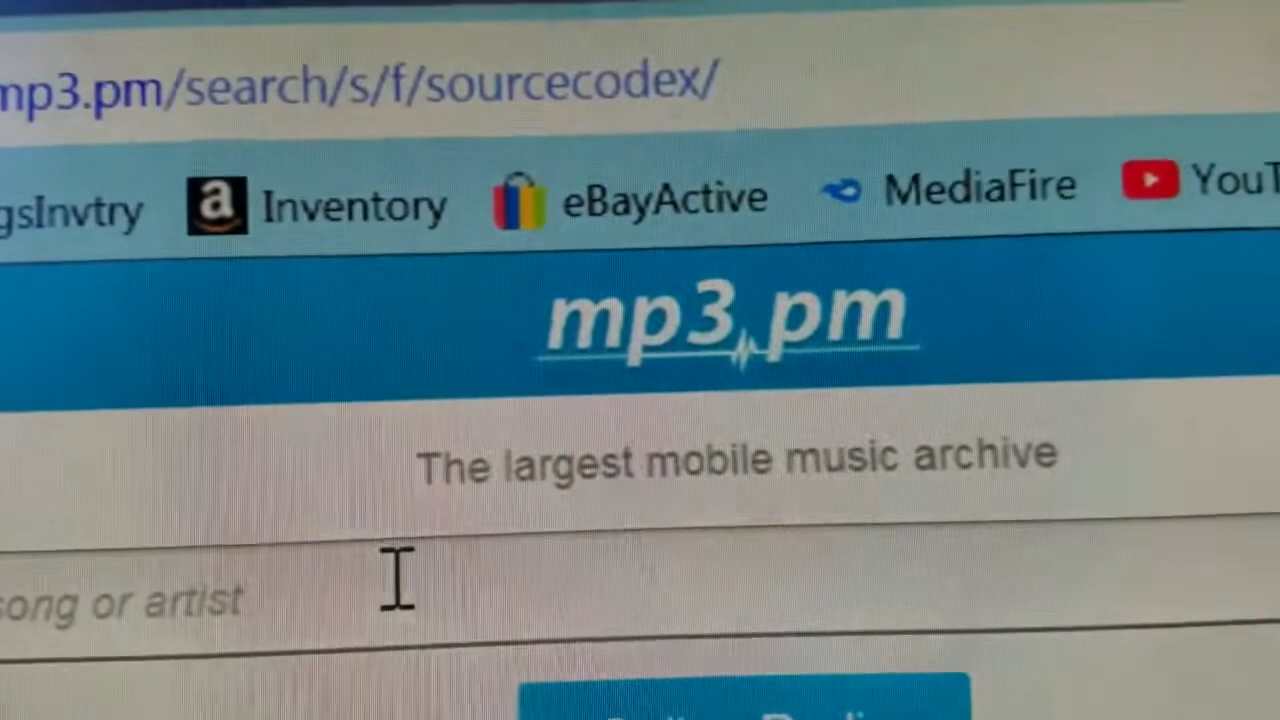 mp3.pm/search/s/f/sourcecodex/
gsInvtry Inventory eBayActive MediaFire YouT
mp3.pm
The largest mobile music archive
song or artist